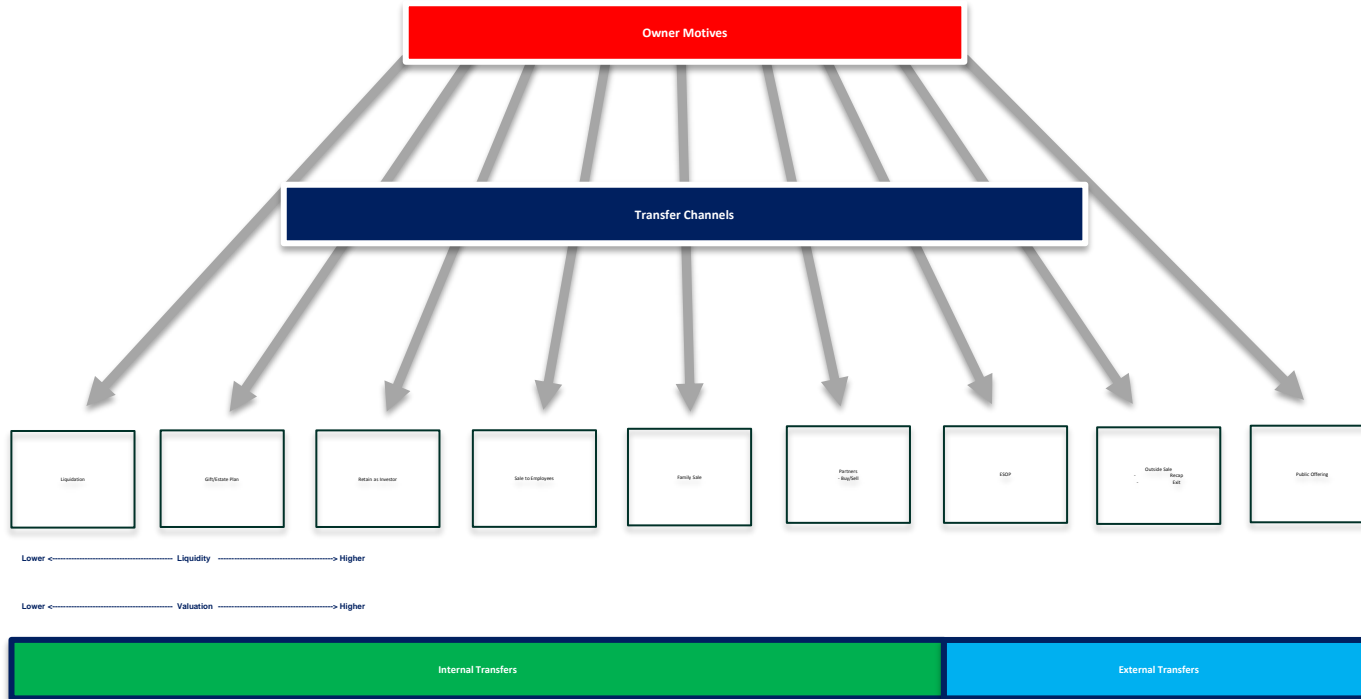 Owner Motives
Transfer Channels
Liquidation
Gift/Estate Plan
Retain as Investor
Sale to Employees
Family Sale
Partners
- Buy/Sell
ESOP
Outside Sale
- Recap
- Exit
Public Offering
Lower <------------------------------------------- Liquidity ------------------------------------------> Higher
Lower <------------------------------------------- Valuation ------------------------------------------> Higher
Internal Transfers
External Transfers